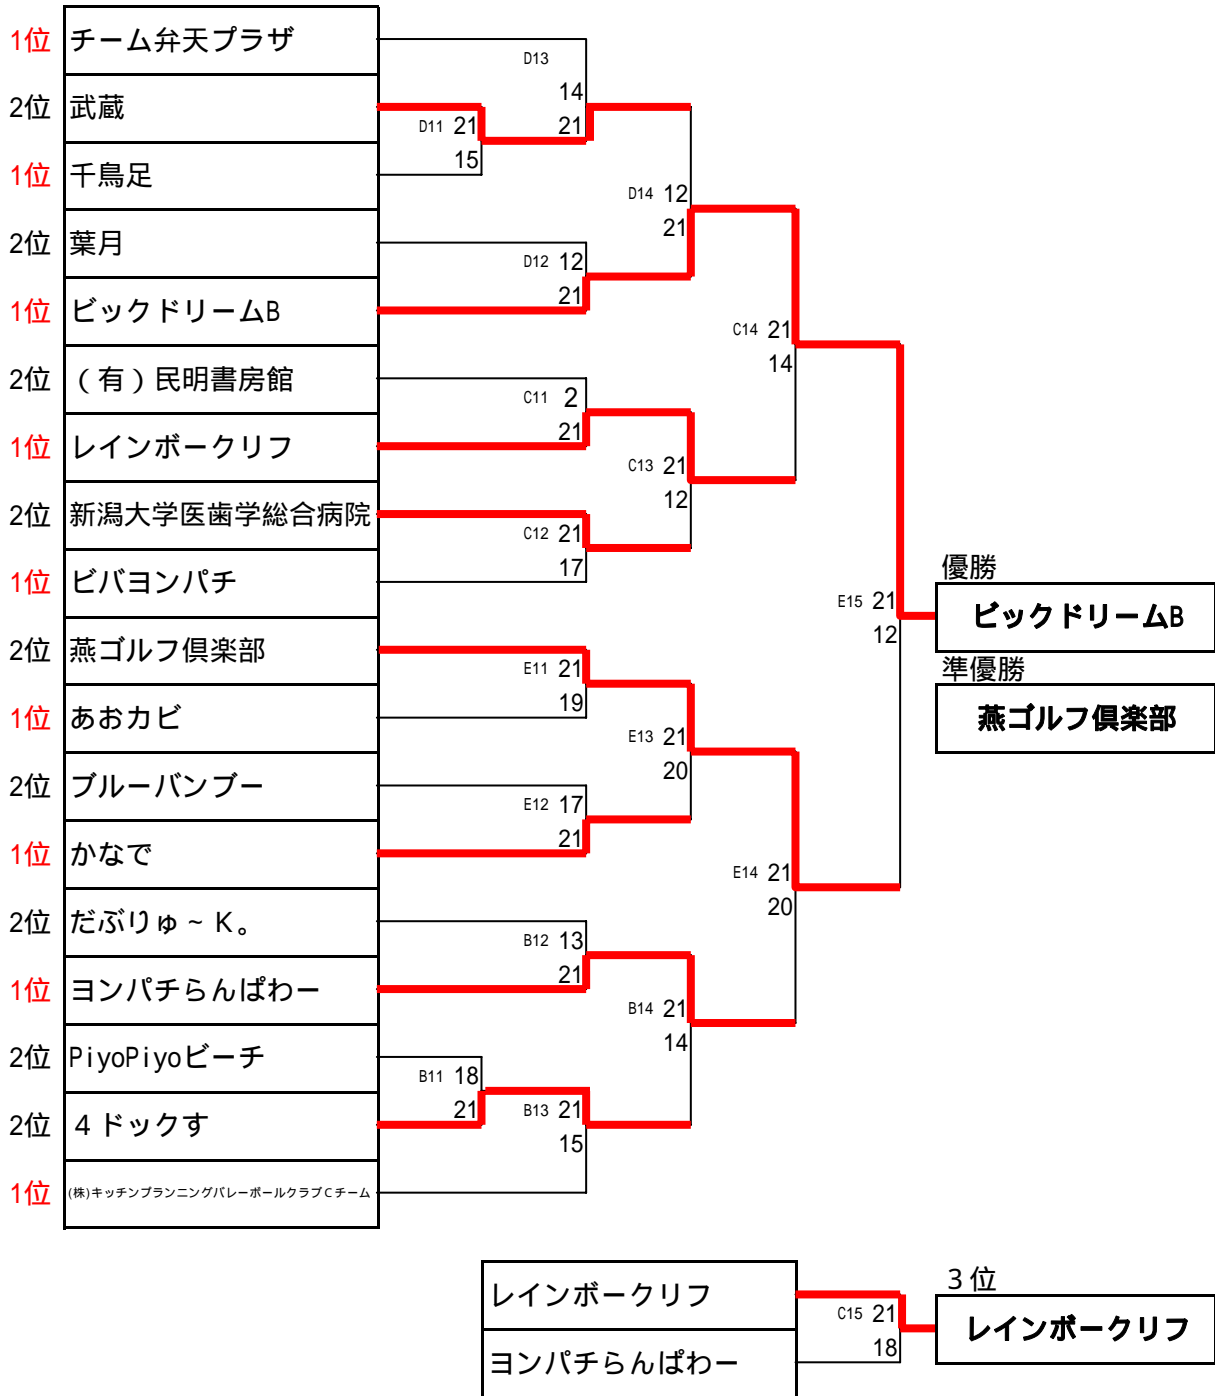 1位 チーム弁天プラザ
D13
14
2位 武蔵
D11 21
21
15
1位 千鳥足
D14 12
21
2位 葉月
D12 12
21
1位 ビックドリームB
C14 21
14
2位 （有）民明書房館
C11 2
21
1位 レインボークリフ
C13 21
12
2位 新潟大学医歯学総合病院
C12 21
17
1位 ビバヨンパチ
優勝
E15 21
12
ビックドリームB
2位 燕ゴルフ倶楽部
E11 21
19
準優勝
燕ゴルフ倶楽部
1位 あおカビ
E13 21
20
2位 ブルーバンブー
E12 17
21
1位 かなで
E14 21
20
2位 だぶりゅ～K。
B12 13
21
1位 ヨンパチらんぱわー
B14 21
14
2位 PiyoPiyoビーチ
B11 18
21
2位 ４ドックす
B13 21
15
1位 (株)キッチンプランニングバレーボールクラブCチーム
レインボークリフ
C15 21
18
3位
レインボークリフ
ヨンパチらんぱわー